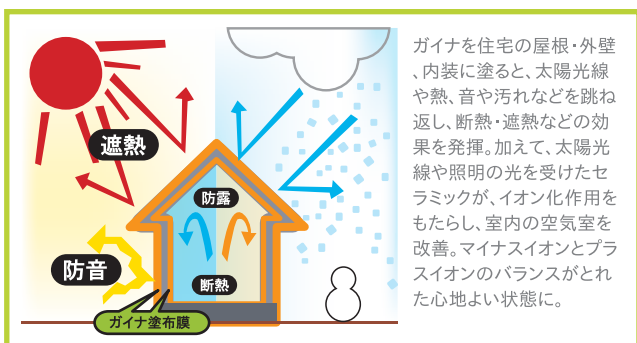 遮熱
防露
防音
断熱
ガイナ塗布膜
ガイナを住宅の屋根・外壁
、内装に塗ると、太陽光線
や熱、音や汚れなどを跳ね
返し、断熱・遮熱などの効
果を発揮。加えて、太陽光
線や照明の光を受けたセ
ラミックが、イオン化作用を
もたらし、室内の空気室を
改善。マイナスイオンとプラ
スイオンのバランスがとれ
た心地よい状態に。